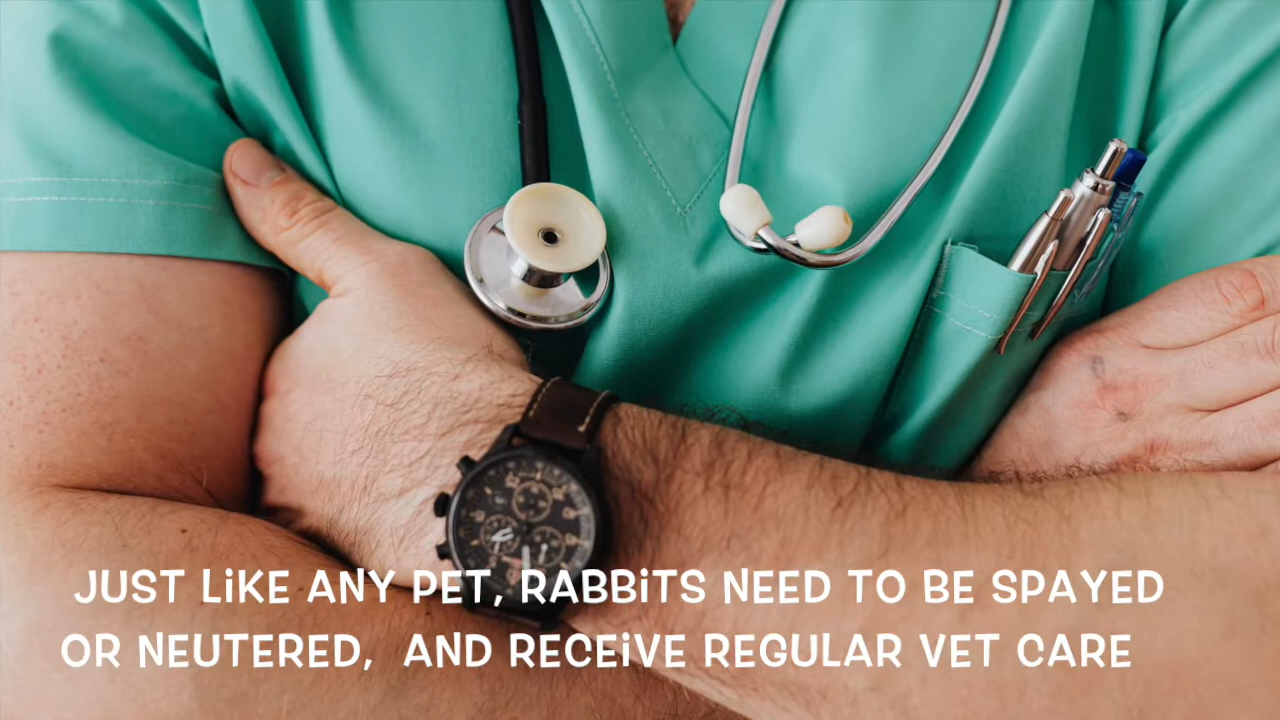 JUST LiKE ANY PET, RABBiTS NEED TO BE SPAYED
OR NEUTERED, AND RECEiVE REGULAR VET CARE